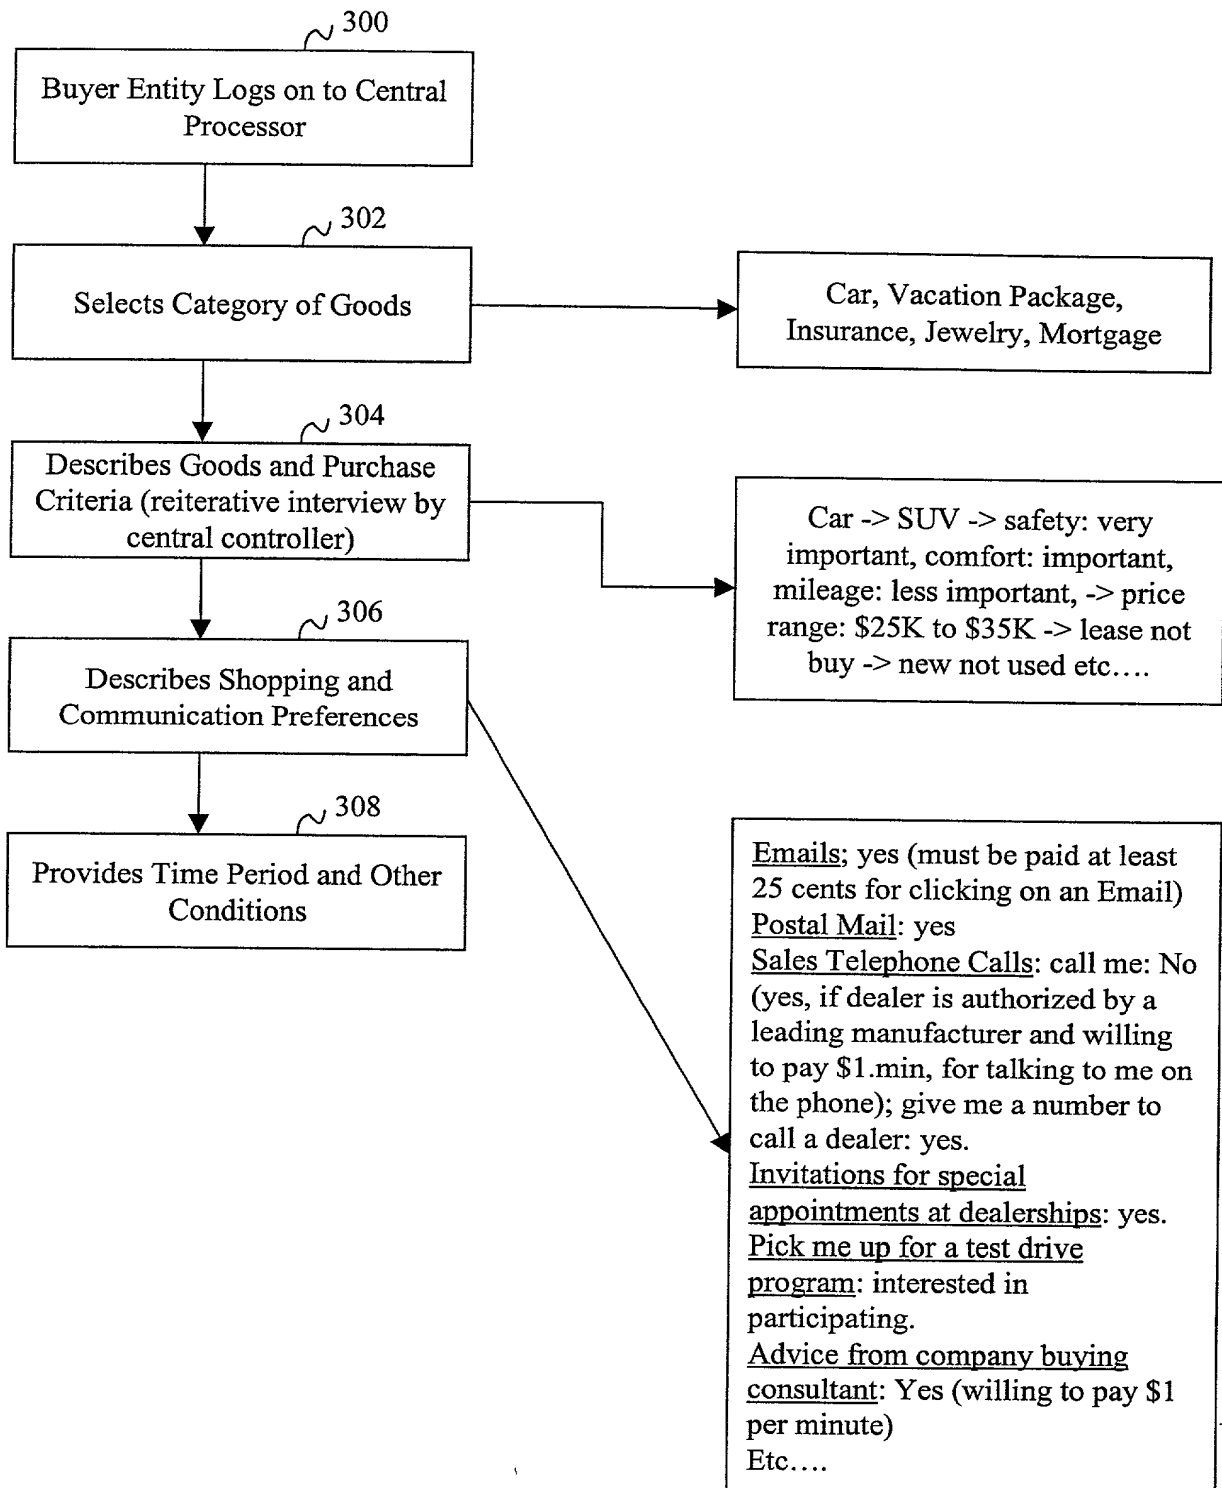 300
Buyer Entity Logs on to Central
Processor
302
Selects Category of Goods
Car, Vacation Package,
Insurance, Jewelry, Mortgage
304
Describes Goods and Purchase
Criteria (reiterative interview by
central controller)
Car -> SUV -> safety: very
important, comfort: important,
mileage: less important, -> price
range: $25K to $35K -> lease not
buy -> new not used etc….
306
Describes Shopping and
Communication Preferences
308
Provides Time Period and Other
Conditions
Emails; yes (must be paid at least
25 cents for clicking on an Email)
Postal Mail: yes
Sales Telephone Calls: call me: No
(yes, if dealer is authorized by a
leading manufacturer and willing
to pay $1.min, for talking to me on
the phone); give me a number to
call a dealer: yes.
Invitations for special
appointments at dealerships: yes.
Pick me up for a test drive
program: interested in
participating.
Advice from company buying
consultant: Yes (willing to pay $1
per minute)
Etc….